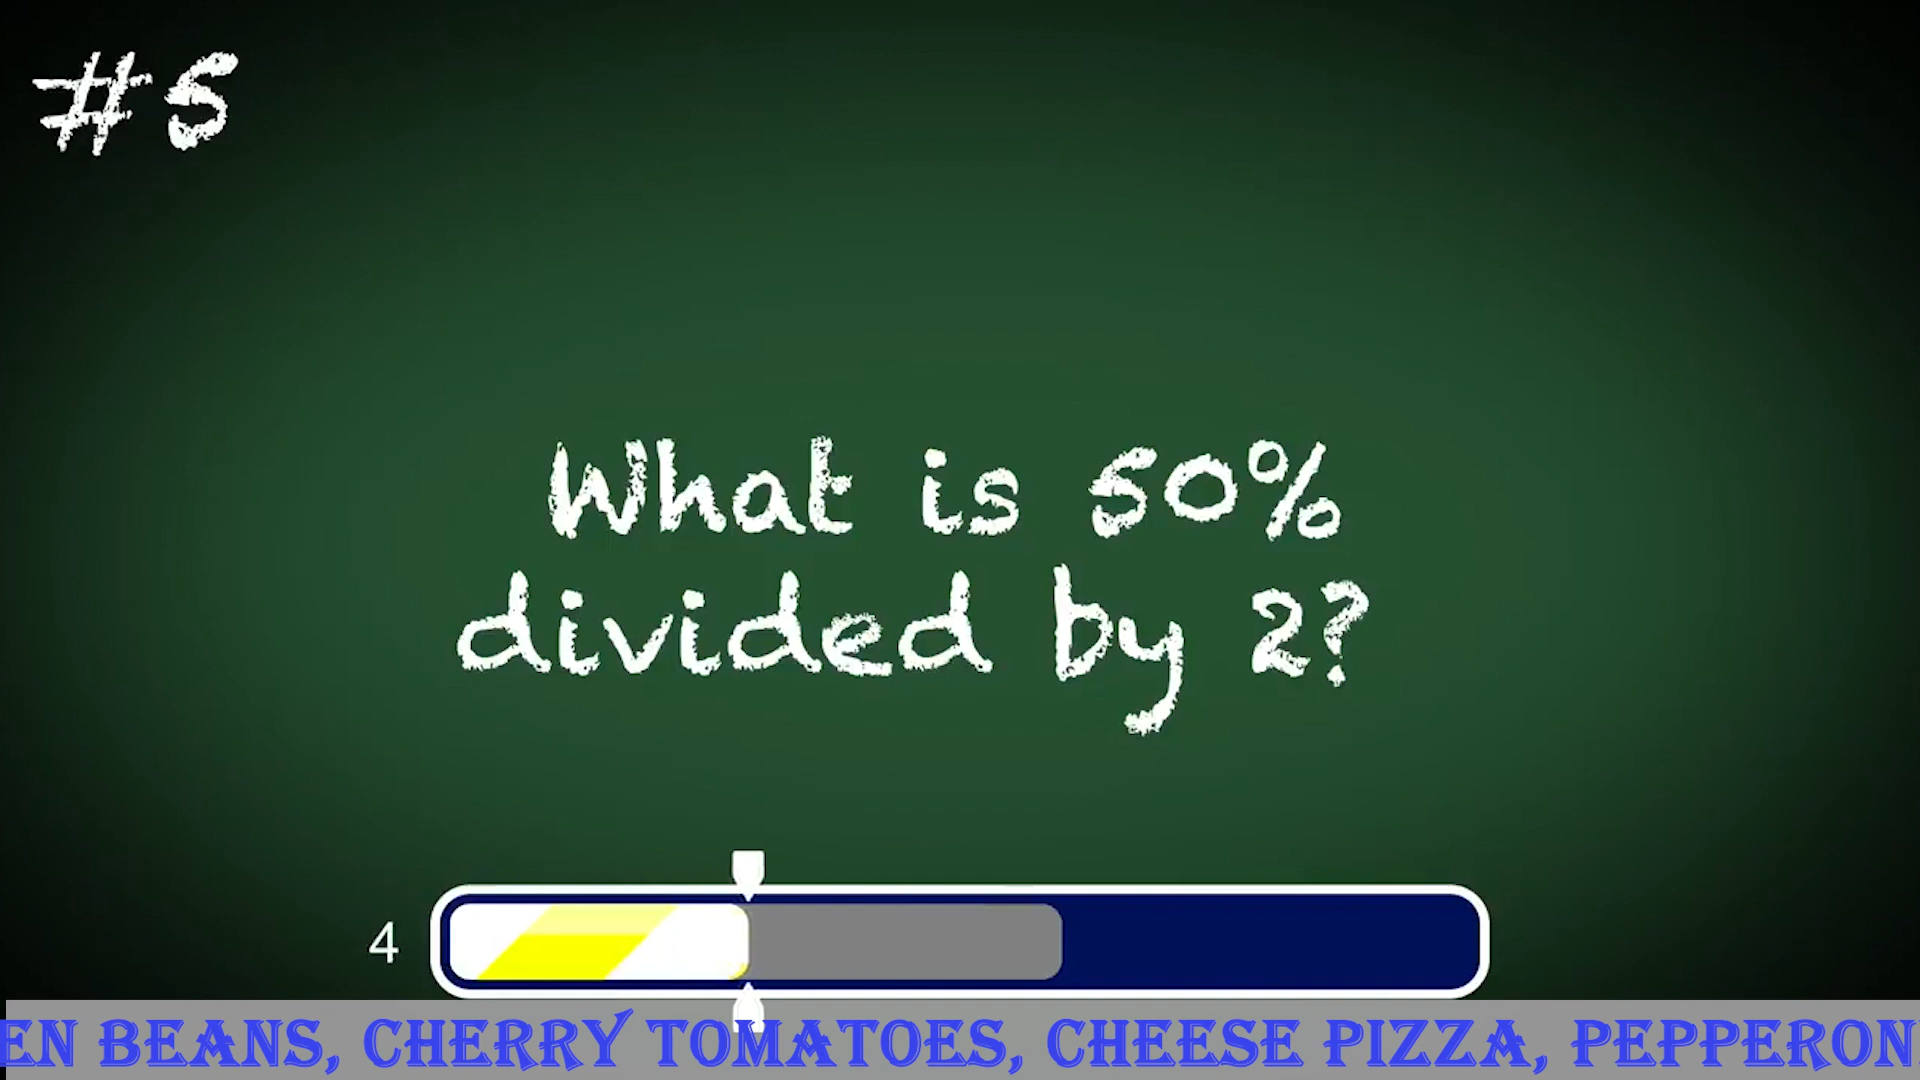 #5
What is 50%
divided by 2?
4
EN BEANS, CHERRY TOMATOES, CHEESE PIZZA, PEPPERON